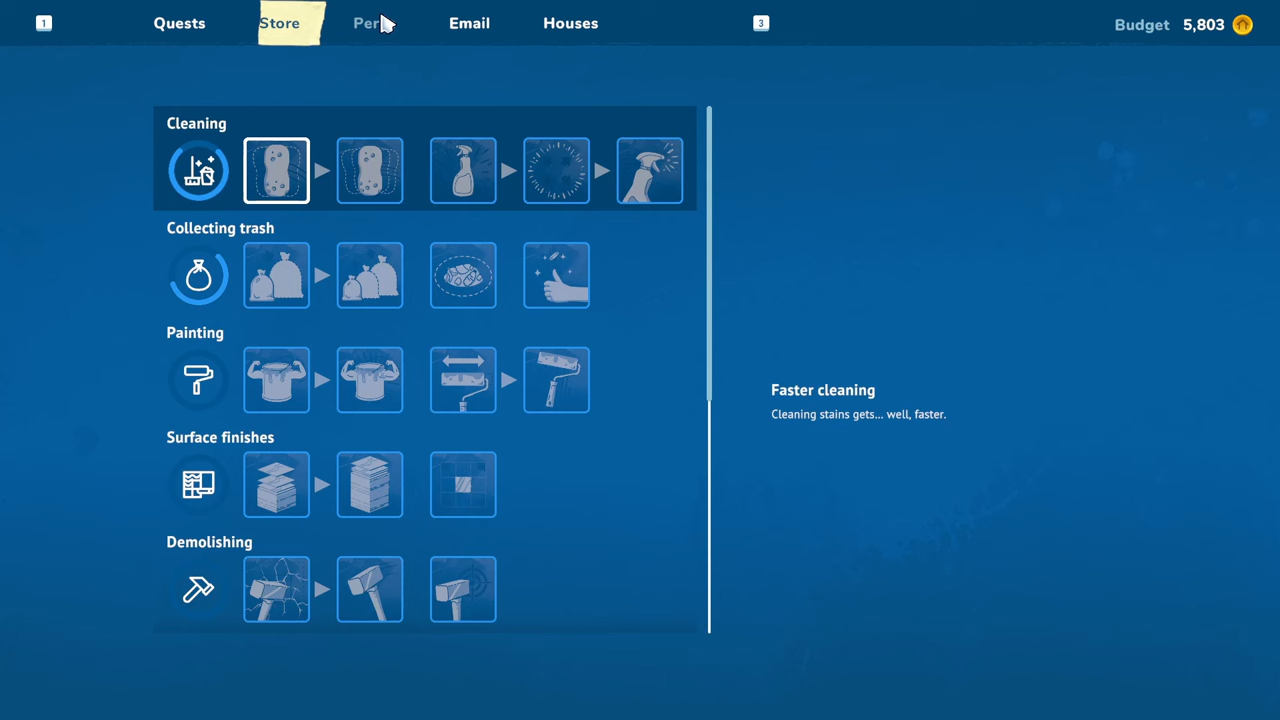 1 Quests Store Per Email Houses 3 Budget 5,803
Cleaning
Collecting trash
Painting
Surface finishes
Demolishing
Faster cleaning
Cleaning stains gets... well, faster.